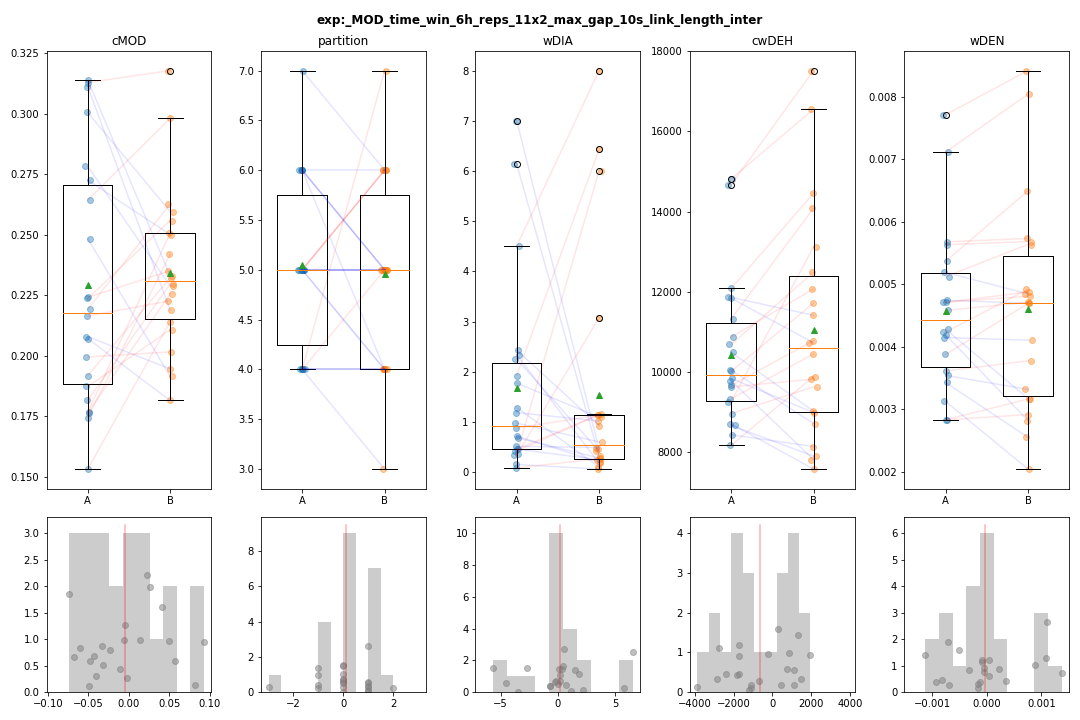 exp:_MOD_time_win_6h_reps_11x2_max_gap_10s_link_length_inter
cMOD partition wDIA cwDEH wDEN
0.325 0.300 0.275 0.250 0.225 0.200 0.175 0.150
A B
7.0 6.5 6.0 5.5 5.0 4.5 4.0 3.5 3.0
A B
8 7 6 5 4 3 2 1 0
A B
18000 16000 14000 12000 10000 8000
A B
0.008 0.007 0.006 0.005 0.004 0.003 0.002
A B
3.0 2.5 2.0 1.5 1.0 0.5 0.0
−0.10 −0.05 0.00 0.05 0.10
8 6 4 2 0
−2 0 2
10 8 6 4 2 0
−5 0 5
4 3 2 1 0
−4000 −2000 0 2000 4000
6 5 4 3 2 1 0
−0.001 0.000 0.001